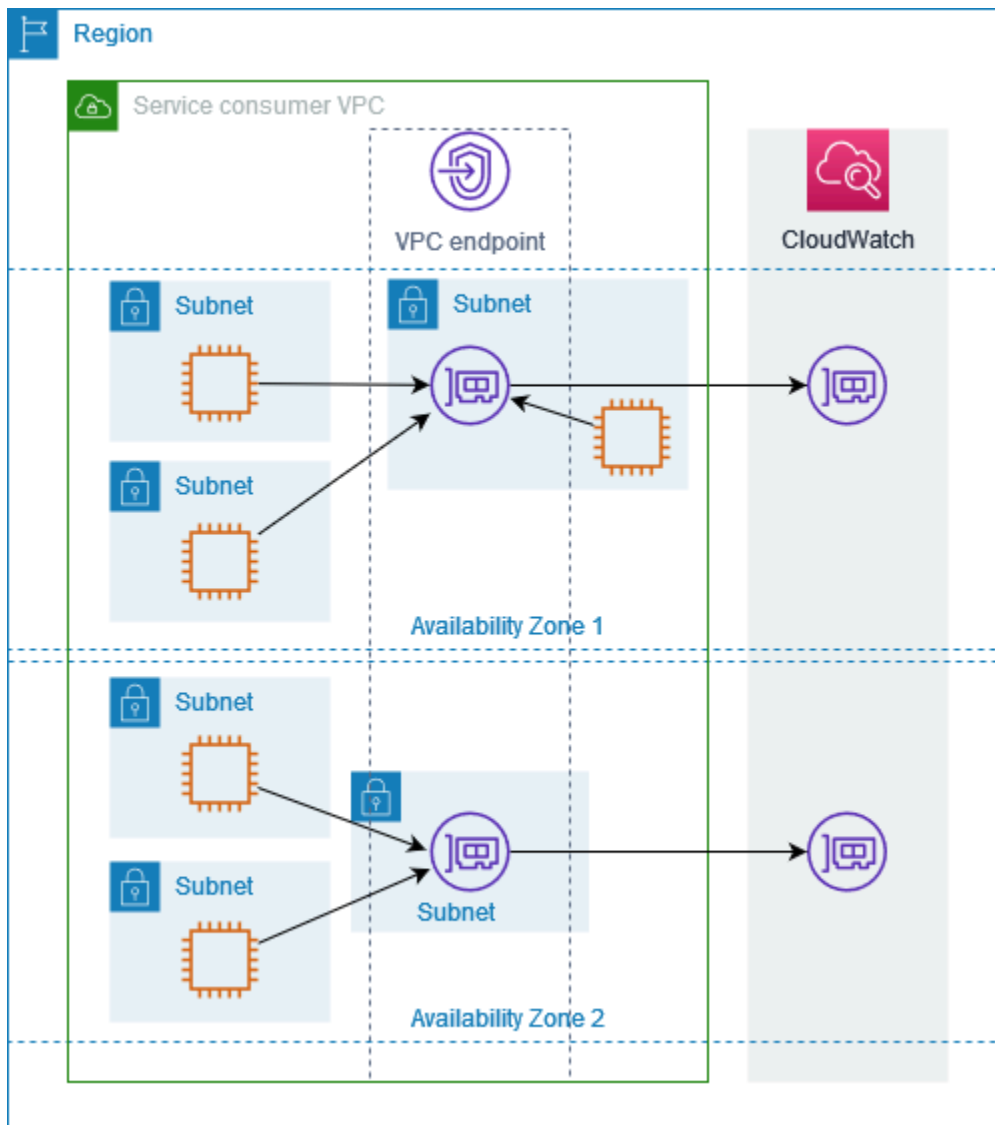 Region
Service consumer VPC
VPC endpoint
CloudWatch
Subnet
Subnet
Subnet
Availability Zone 1
Subnet
Subnet
Subnet
Availability Zone 2